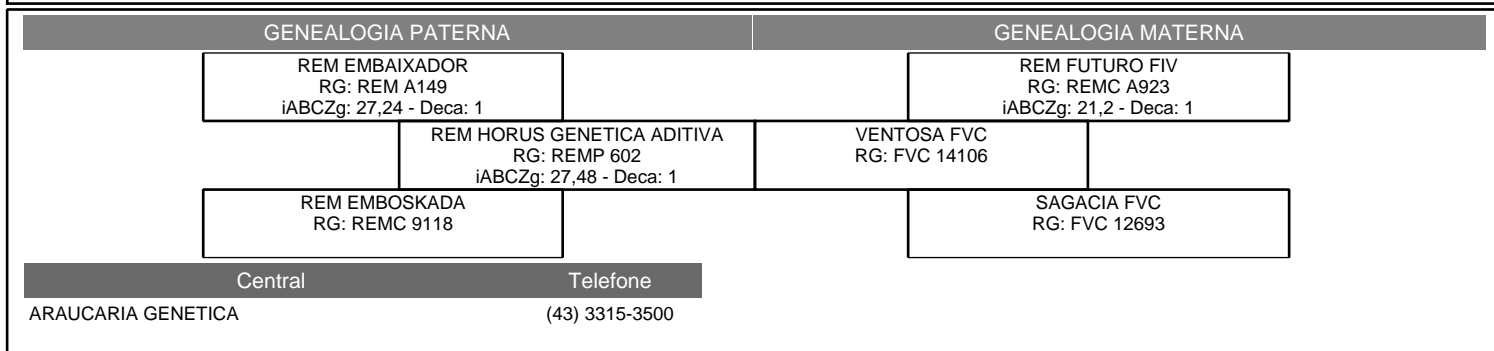 GENEALOGIA PATERNA
GENEALOGIA MATERNA
REM EMBAIXADOR
RG: REM A149
iABCZg: 27,24 - Deca: 1
REM FUTURO FIV
RG: REMC A923
iABCZg: 21,2 - Deca: 1
REM HORUS GENETICA ADITIVA
RG: REMP 602
iABCZg: 27,48 - Deca: 1
VENTOSA FVC
RG: FVC 14106
REM EMBOSKADA
RG: REMC 9118
SAGACIA FVC
RG: FVC 12693
Central
Telefone
ARAUCARIA GENETICA
(43) 3315-3500